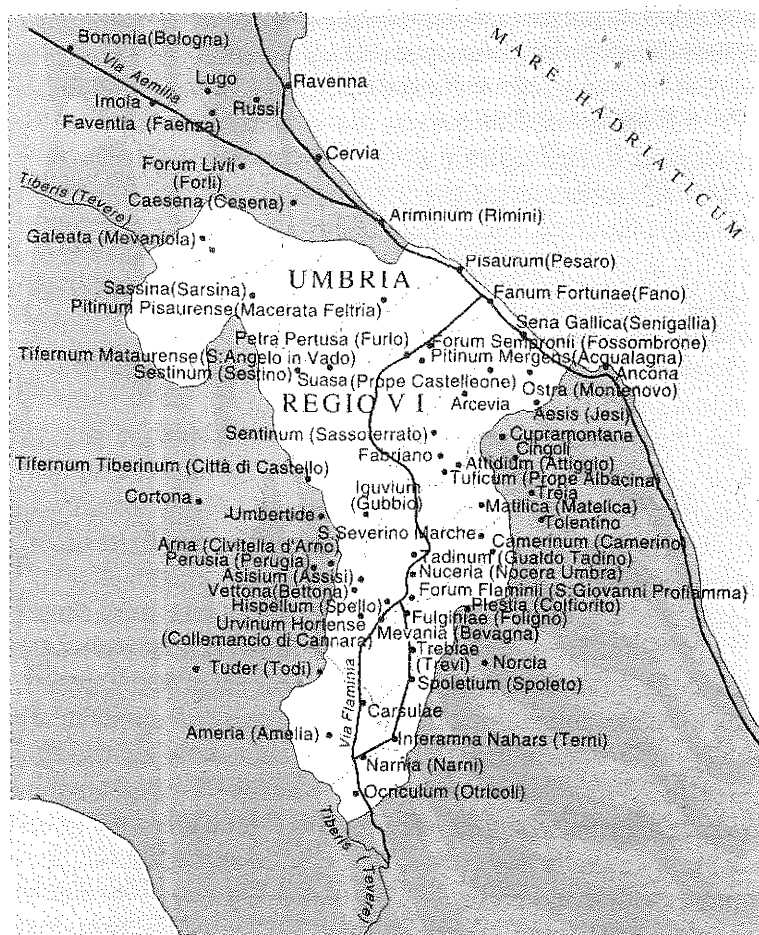 MARE HADRIATICUM
Bononia(Bologna)
Via Aemilia
Lugo
Ravenna
Imola
Russi
Faventia (Faenza)
Cervia
Forum Livii
(Forli)
Tiberis (Tevere)
Caesena (Cesena)
Ariminium (Rimini)
Galeata (Mevaniola)
Pisaurum(Pesaro)
UMBRIA
Sassina(Sarsina)
Fanum Fortunae(Fano)
Pitinum Pisaurense(Macerata Feltria)
Sena Gallica(Senigallia)
Petra Pertusa (Furlo)
Forum Sempronii (Fossombrone)
Tifernum Mataurense(S.Angelo in Vado)
Pitinum Mergens(Acqualagna)
Sestinum (Sestino)
Ancona
Suasa(Prope Castelleone)
Ostra (Montenovo)
REGIO VI
Arcevia
Aesis (Jesi)
Sentinum (Sassoferrato)
Cupramontana
Cingoli
Fabriano
Attidium (Attiggio)
Tifernum Tiberinum (Città di Castello)
Tuficum (Prope Albacina)
Iguvium
(Gubbio)
Treia
Cortona
Matilica (Matelica)
Umbertide
Tolentino
S.Severino Marche
Camerinum (Camerino)
Arna (Civitella d'Arno)
Tadinum (Gualdo Tadino)
Perusia (Perugia)
Nuceria (Nocera Umbra)
Asisium (Assisi)
Vettona(Bettona)
Forum Flaminii (S.Giovanni Profiamma)
Hispellum (Spello)
Plestia (Colfiorito)
Urvinum Hortense
(Collemancio di Cannara)
Fulginiae (Foligno)
Mevania (Bevagna)
Trebiae
(Trevi)
Norcia
Tuder (Todi)
Spoletium (Spoleto)
Via Flaminia
Carsulae
Ameria (Amelia)
Interamna Nahars (Terni)
Narnia (Narni)
Ocriculum (Otricoli)
Tiberis (Tevere)